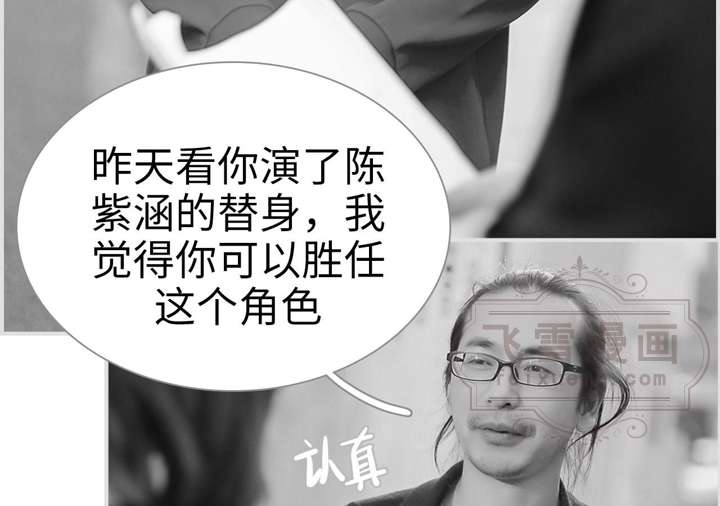 昨天看你演了陈
紫涵的替身，我
觉得你可以胜任
这个角色
认真
飞雪漫画